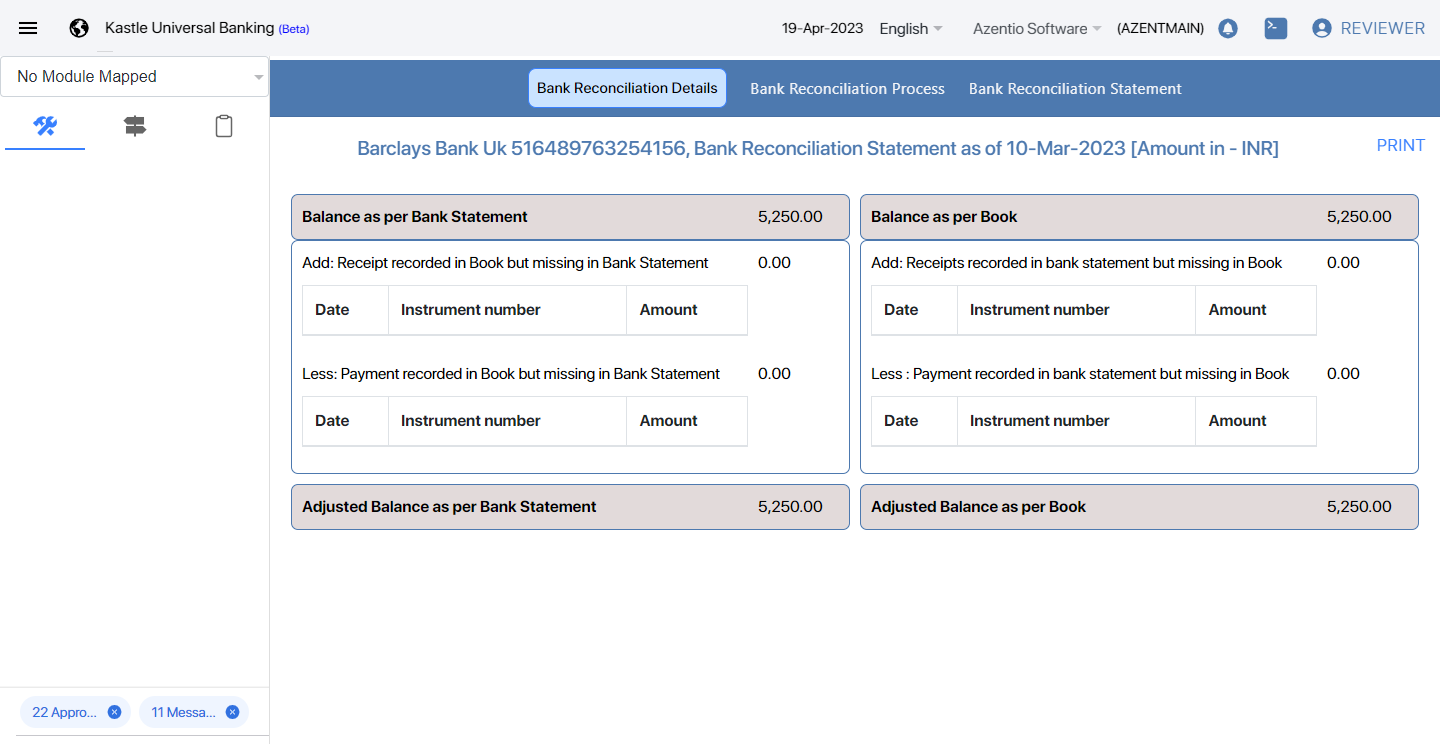 Kastle Universal Banking (Beta) 19-Apr-2023 English Azentio Software (AZENTMAIN) REVIEWER
No Module Mapped
Bank Reconciliation Details Bank Reconciliation Process Bank Reconciliation Statement
Barclays Bank Uk 516489763254156, Bank Reconciliation Statement as of 10-Mar-2023 [Amount in - INR] PRINT
Balance as per Bank Statement 5,250.00
Add: Receipt recorded in Book but missing in Bank Statement 0.00
Date Instrument number Amount
Less: Payment recorded in Book but missing in Bank Statement 0.00
Date Instrument number Amount
Adjusted Balance as per Bank Statement 5,250.00
Balance as per Book 5,250.00
Add: Receipts recorded in bank statement but missing in Book 0.00
Date Instrument number Amount
Less : Payment recorded in bank statement but missing in Book 0.00
Date Instrument number Amount
Adjusted Balance as per Book 5,250.00
22 Appro... 11 Messa...